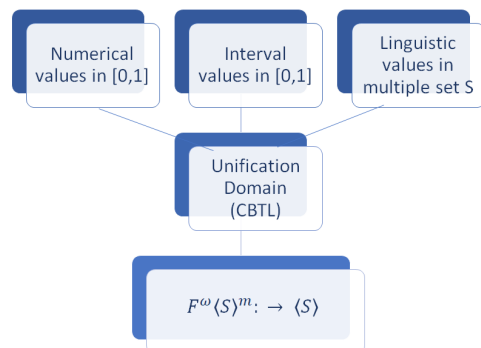 Numerical
values in [0,1]
Interval
values in [0,1]
Linguistic
values in
multiple set S
Unification
Domain
(CBTL)
F^ω⟨S⟩^m: → ⟨S⟩